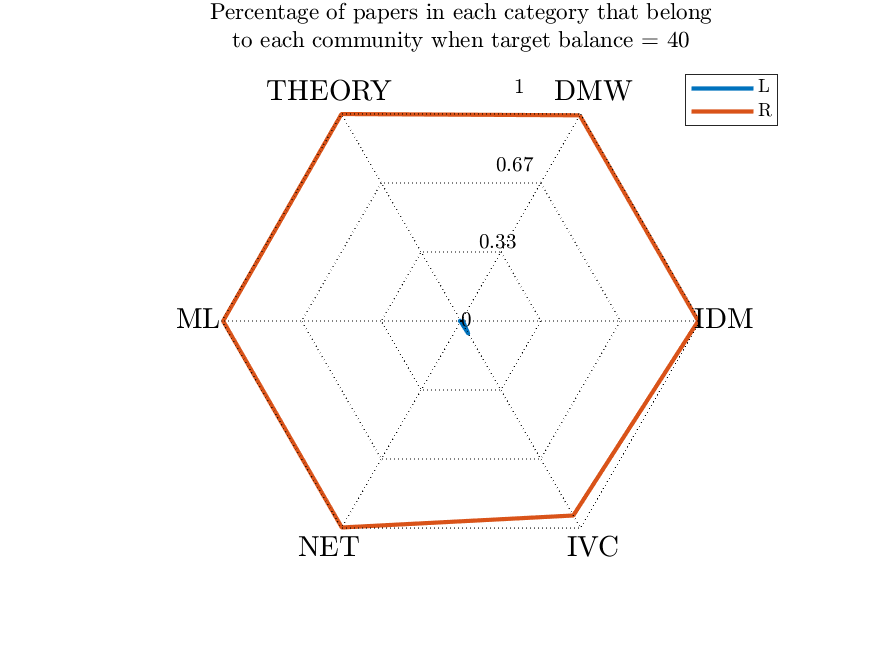 Percentage of papers in each category that belong
to each community when target balance = 40
THEORY
1
DMW
L
R
0.67
0.33
ML
0
IDM
NET
IVC